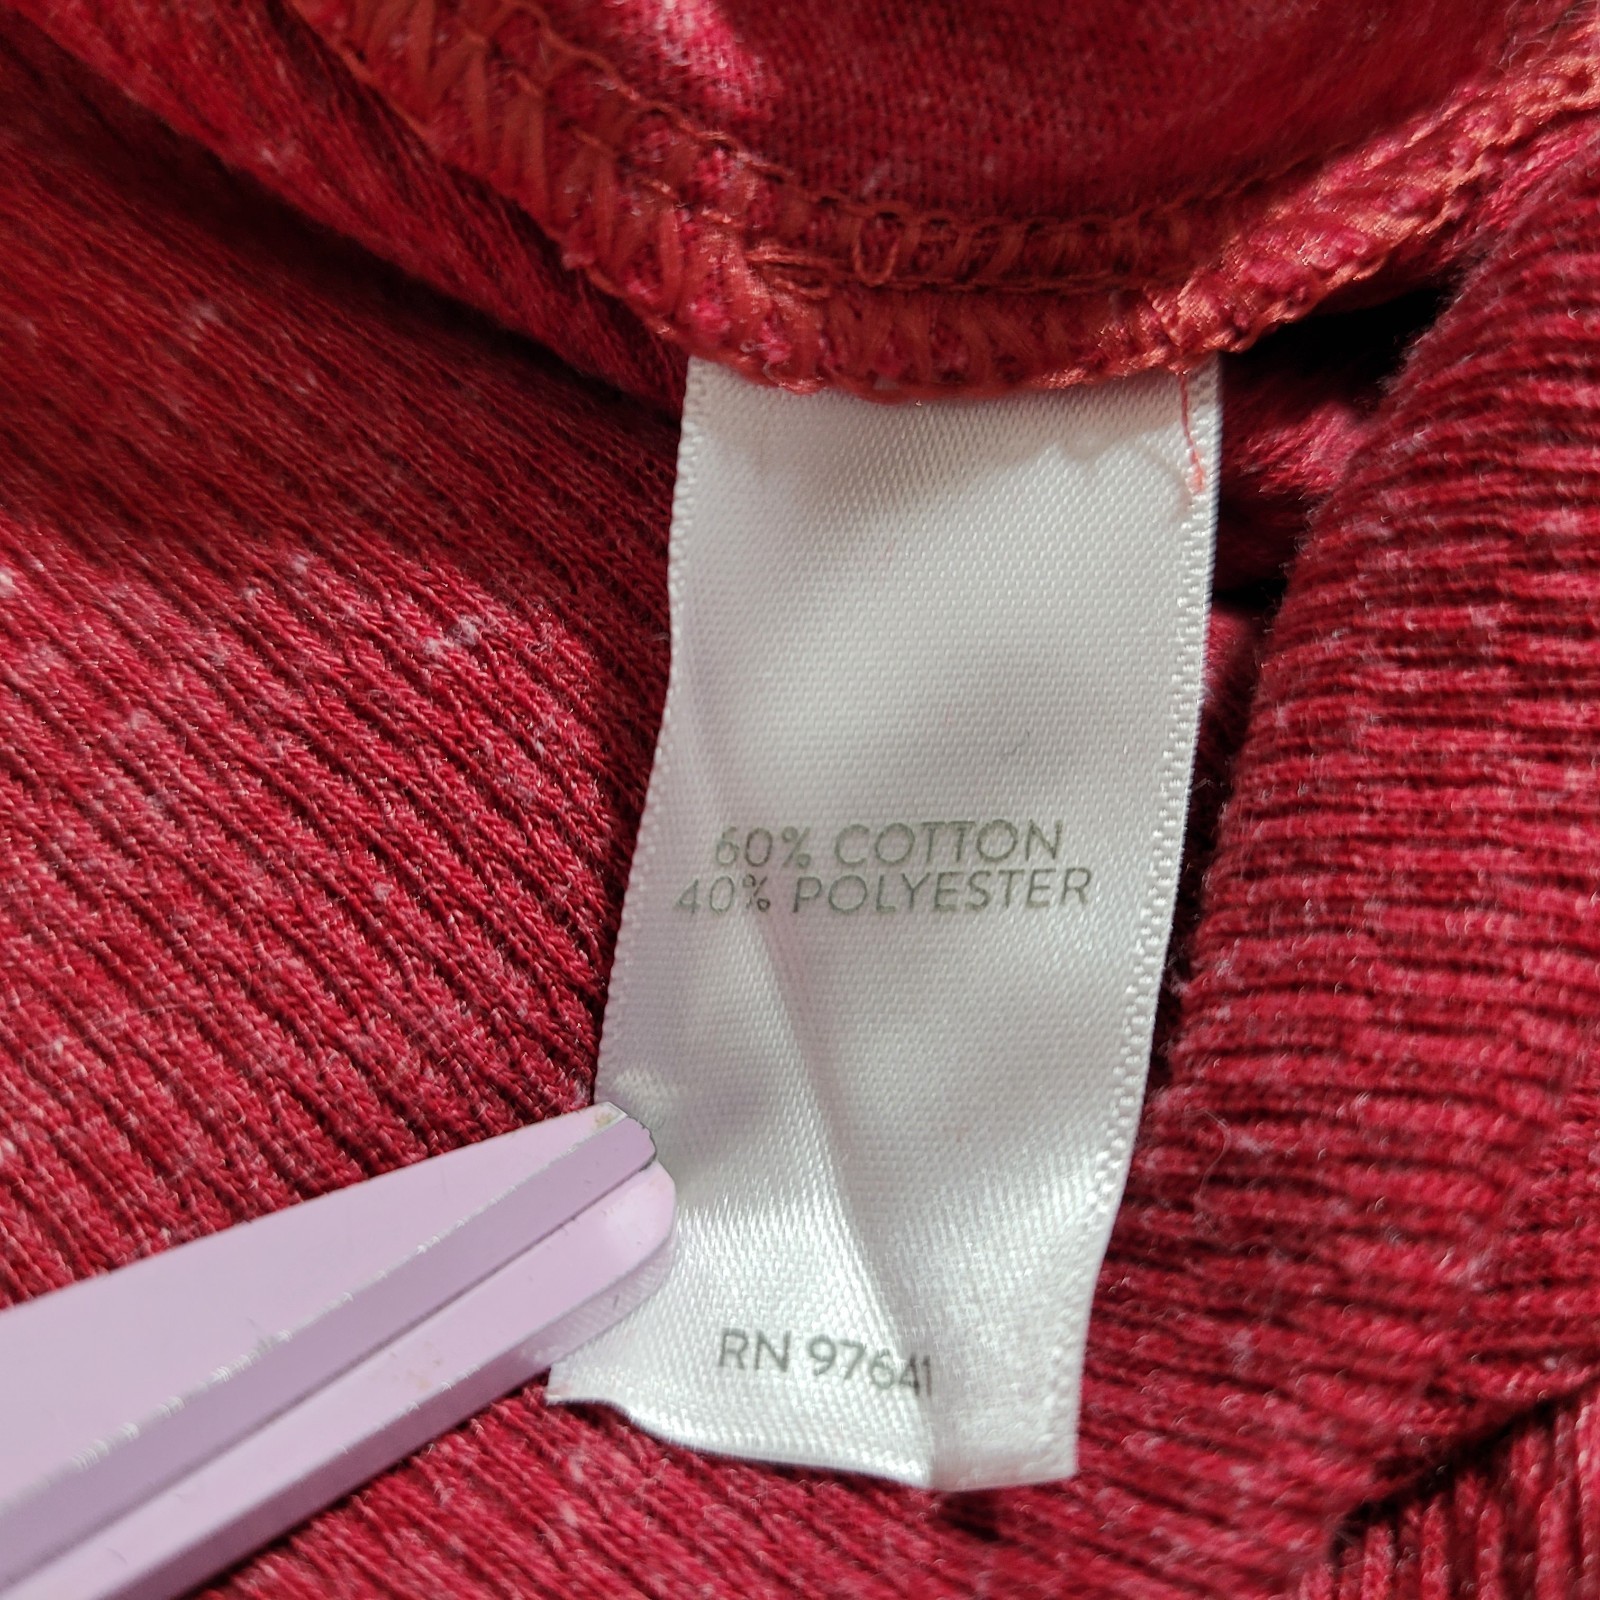 60% COTTON
40% POLYESTER
RN 97641